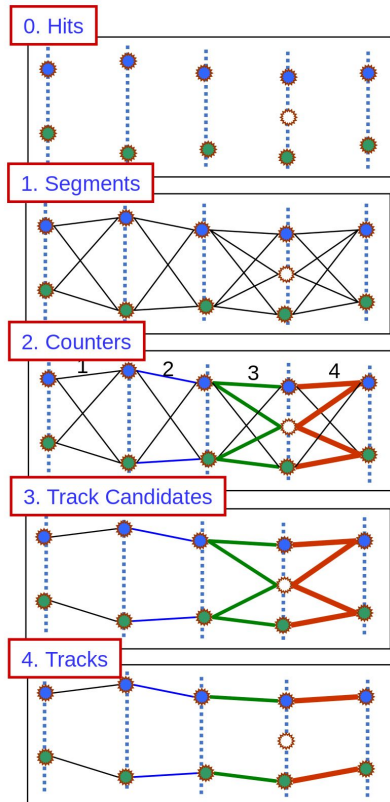 0. Hits
1. Segments
2. Counters
1 2 3 4
3. Track Candidates
4. Tracks